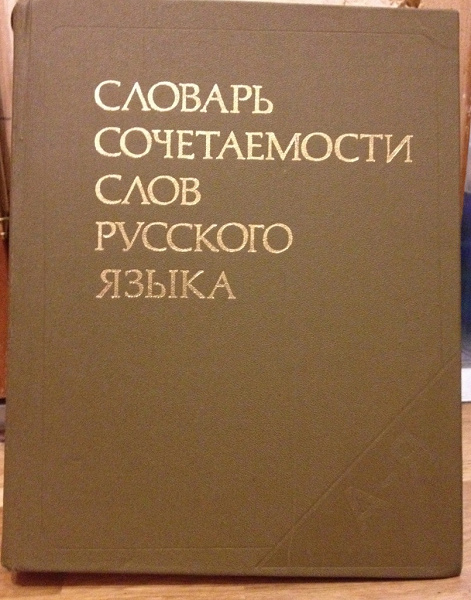 СЛОВАРЬ
СОЧЕТАЕМОСТИ
СЛОВ
РУССКОГО
ЯЗЫКА
А-Я